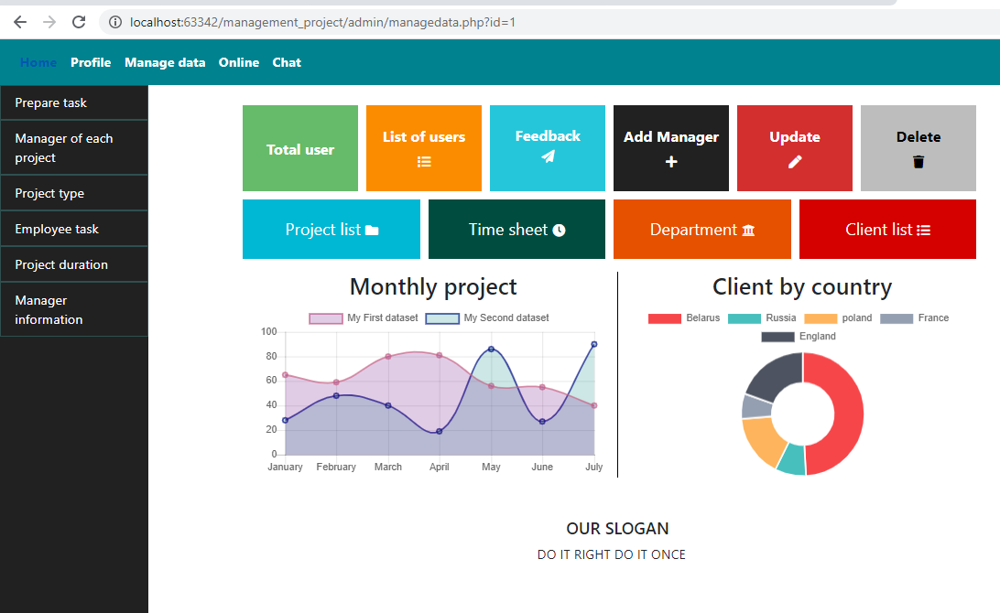 localhost:63342/management_project/admin/managedata.php?id=1
Home Profile Manage data Online Chat
Prepare task
Manager of each
project
Project type
Employee task
Project duration
Manager
information
Total user
List of users
Feedback
Add Manager
Update
Delete
Project list
Time sheet
Department
Client list
Monthly project
My First dataset My Second dataset
100
80
60
40
20
0
January February March April May June July
Client by country
Belarus Russia poland France
England
OUR SLOGAN
DO IT RIGHT DO IT ONCE